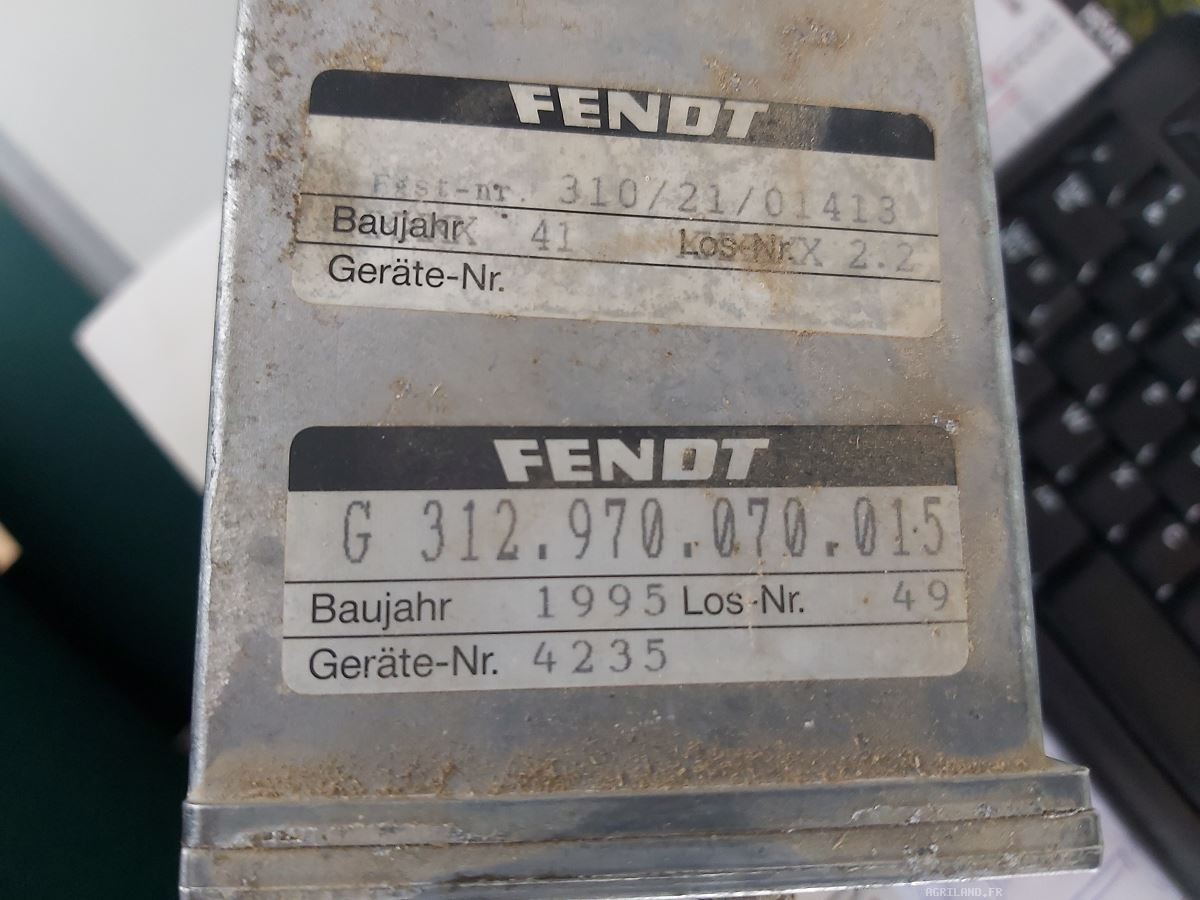 FENDT
Fgst-nr. 310/21/01413
Baujahr 41 Los-Nr. X 2.2
Geräte-Nr.
FENDT
G 312.970.070.015
Baujahr 1995 Los-Nr. 49
Geräte-Nr. 4235
AGRILAND.FR